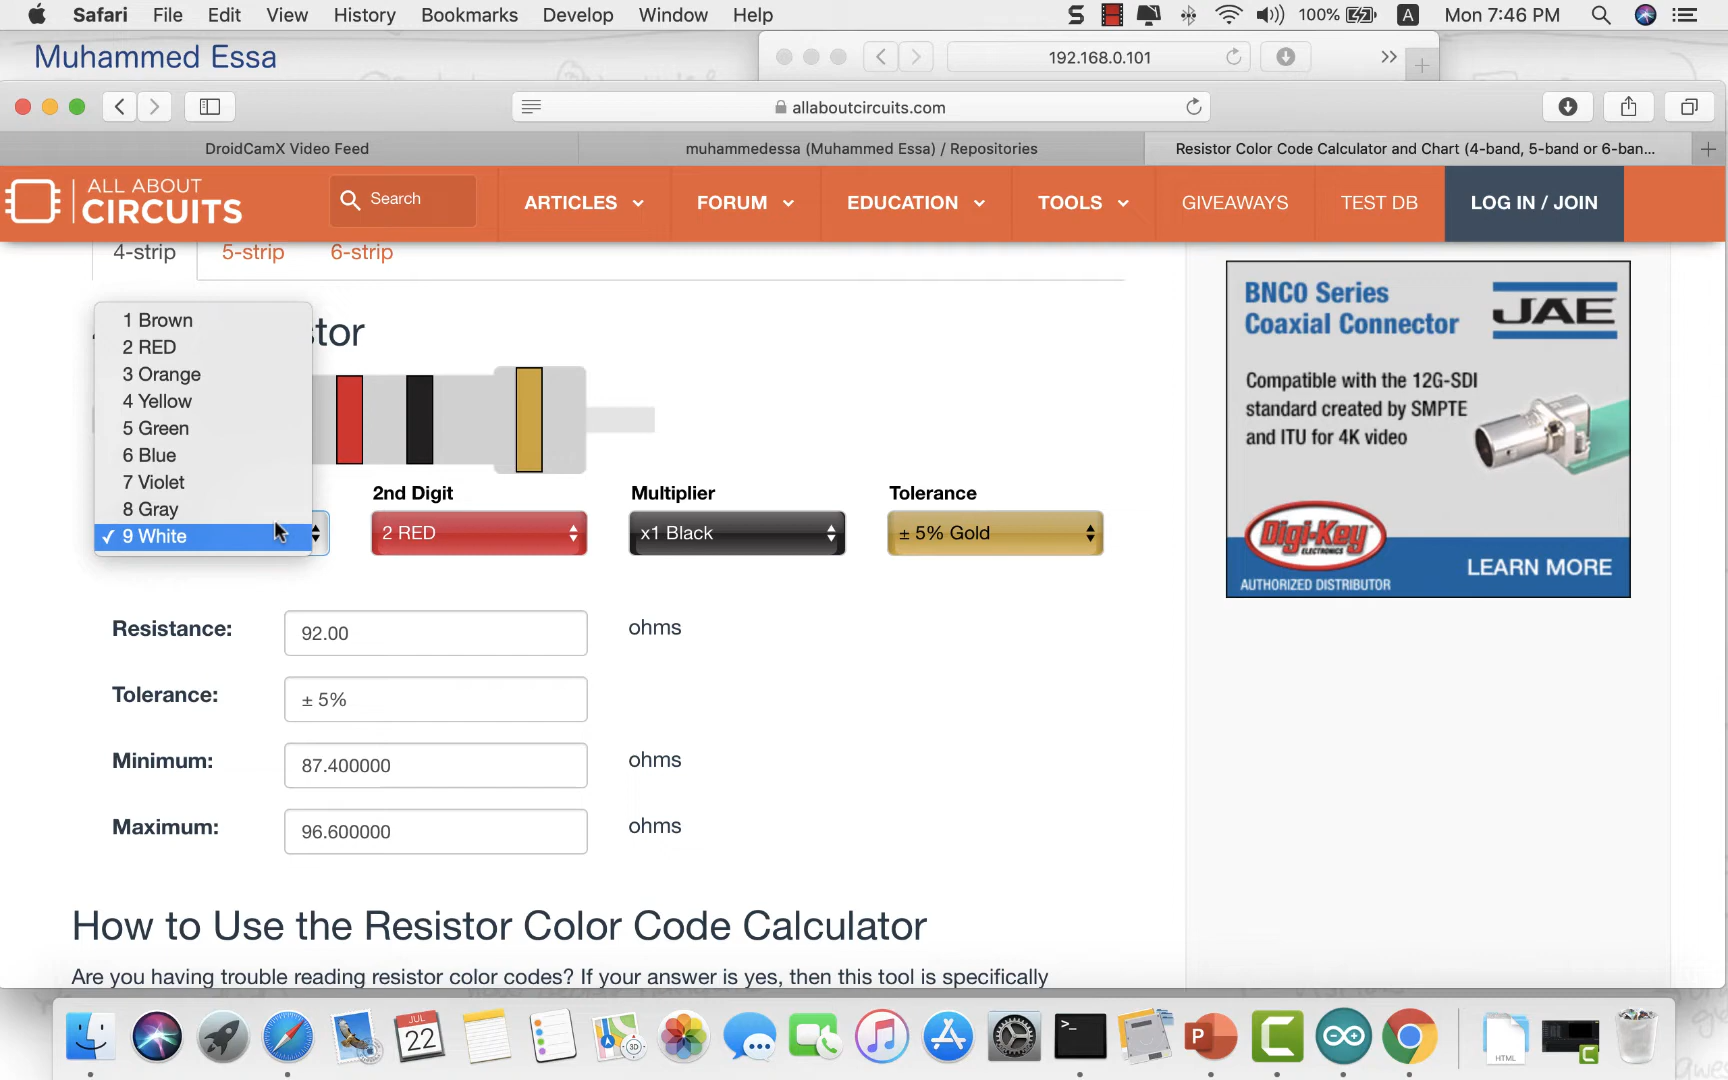 Safari File Edit View History Bookmarks Develop Window Help 100% A Mon 7:46 PM
Muhammed Essa
192.168.0.101
allaboutcircuits.com
DroidCamX Video Feed
muhammedessa (Muhammed Essa) / Repositories
Resistor Color Code Calculator and Chart (4-band, 5-band or 6-ban...
ALL ABOUT
CIRCUITS
Search
ARTICLES
FORUM
EDUCATION
TOOLS
GIVEAWAYS
TEST DB
LOG IN / JOIN
4-strip
5-strip
6-strip
tor
1 Brown
2 RED
3 Orange
4 Yellow
5 Green
6 Blue
7 Violet
8 Gray
✓ 9 White
2nd Digit
Multiplier
Tolerance
2 RED
x1 Black
± 5% Gold
Resistance:
92.00
ohms
Tolerance:
± 5%
Minimum:
87.400000
ohms
Maximum:
96.600000
ohms
BNC0 Series
Coaxial Connector
JAE
Compatible with the 12G-SDI
standard created by SMPTE
and ITU for 4K video
Digi-Key
ELECTRONICS
AUTHORIZED DISTRIBUTOR
LEARN MORE
How to Use the Resistor Color Code Calculator
Are you having trouble reading resistor color codes? If your answer is yes, then this tool is specifically
JUL
22
3D
>_
P
C
HTML
C